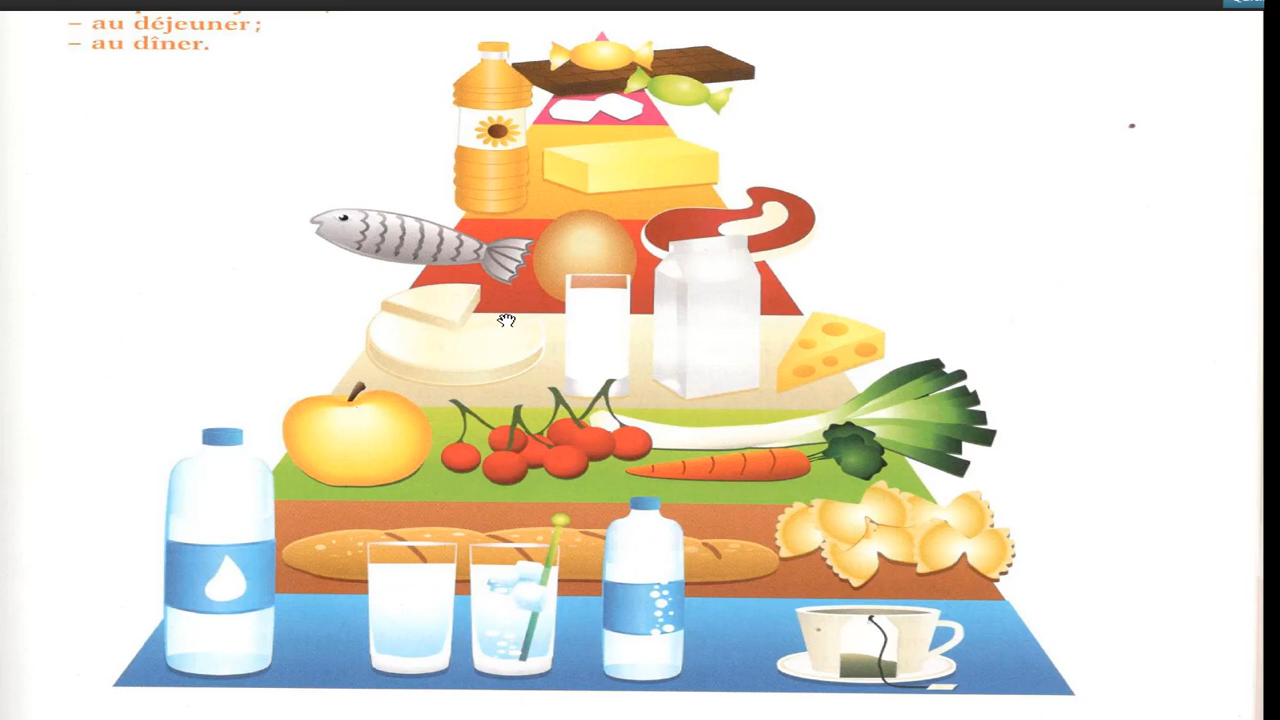 – au déjeuner ;
– au dîner.